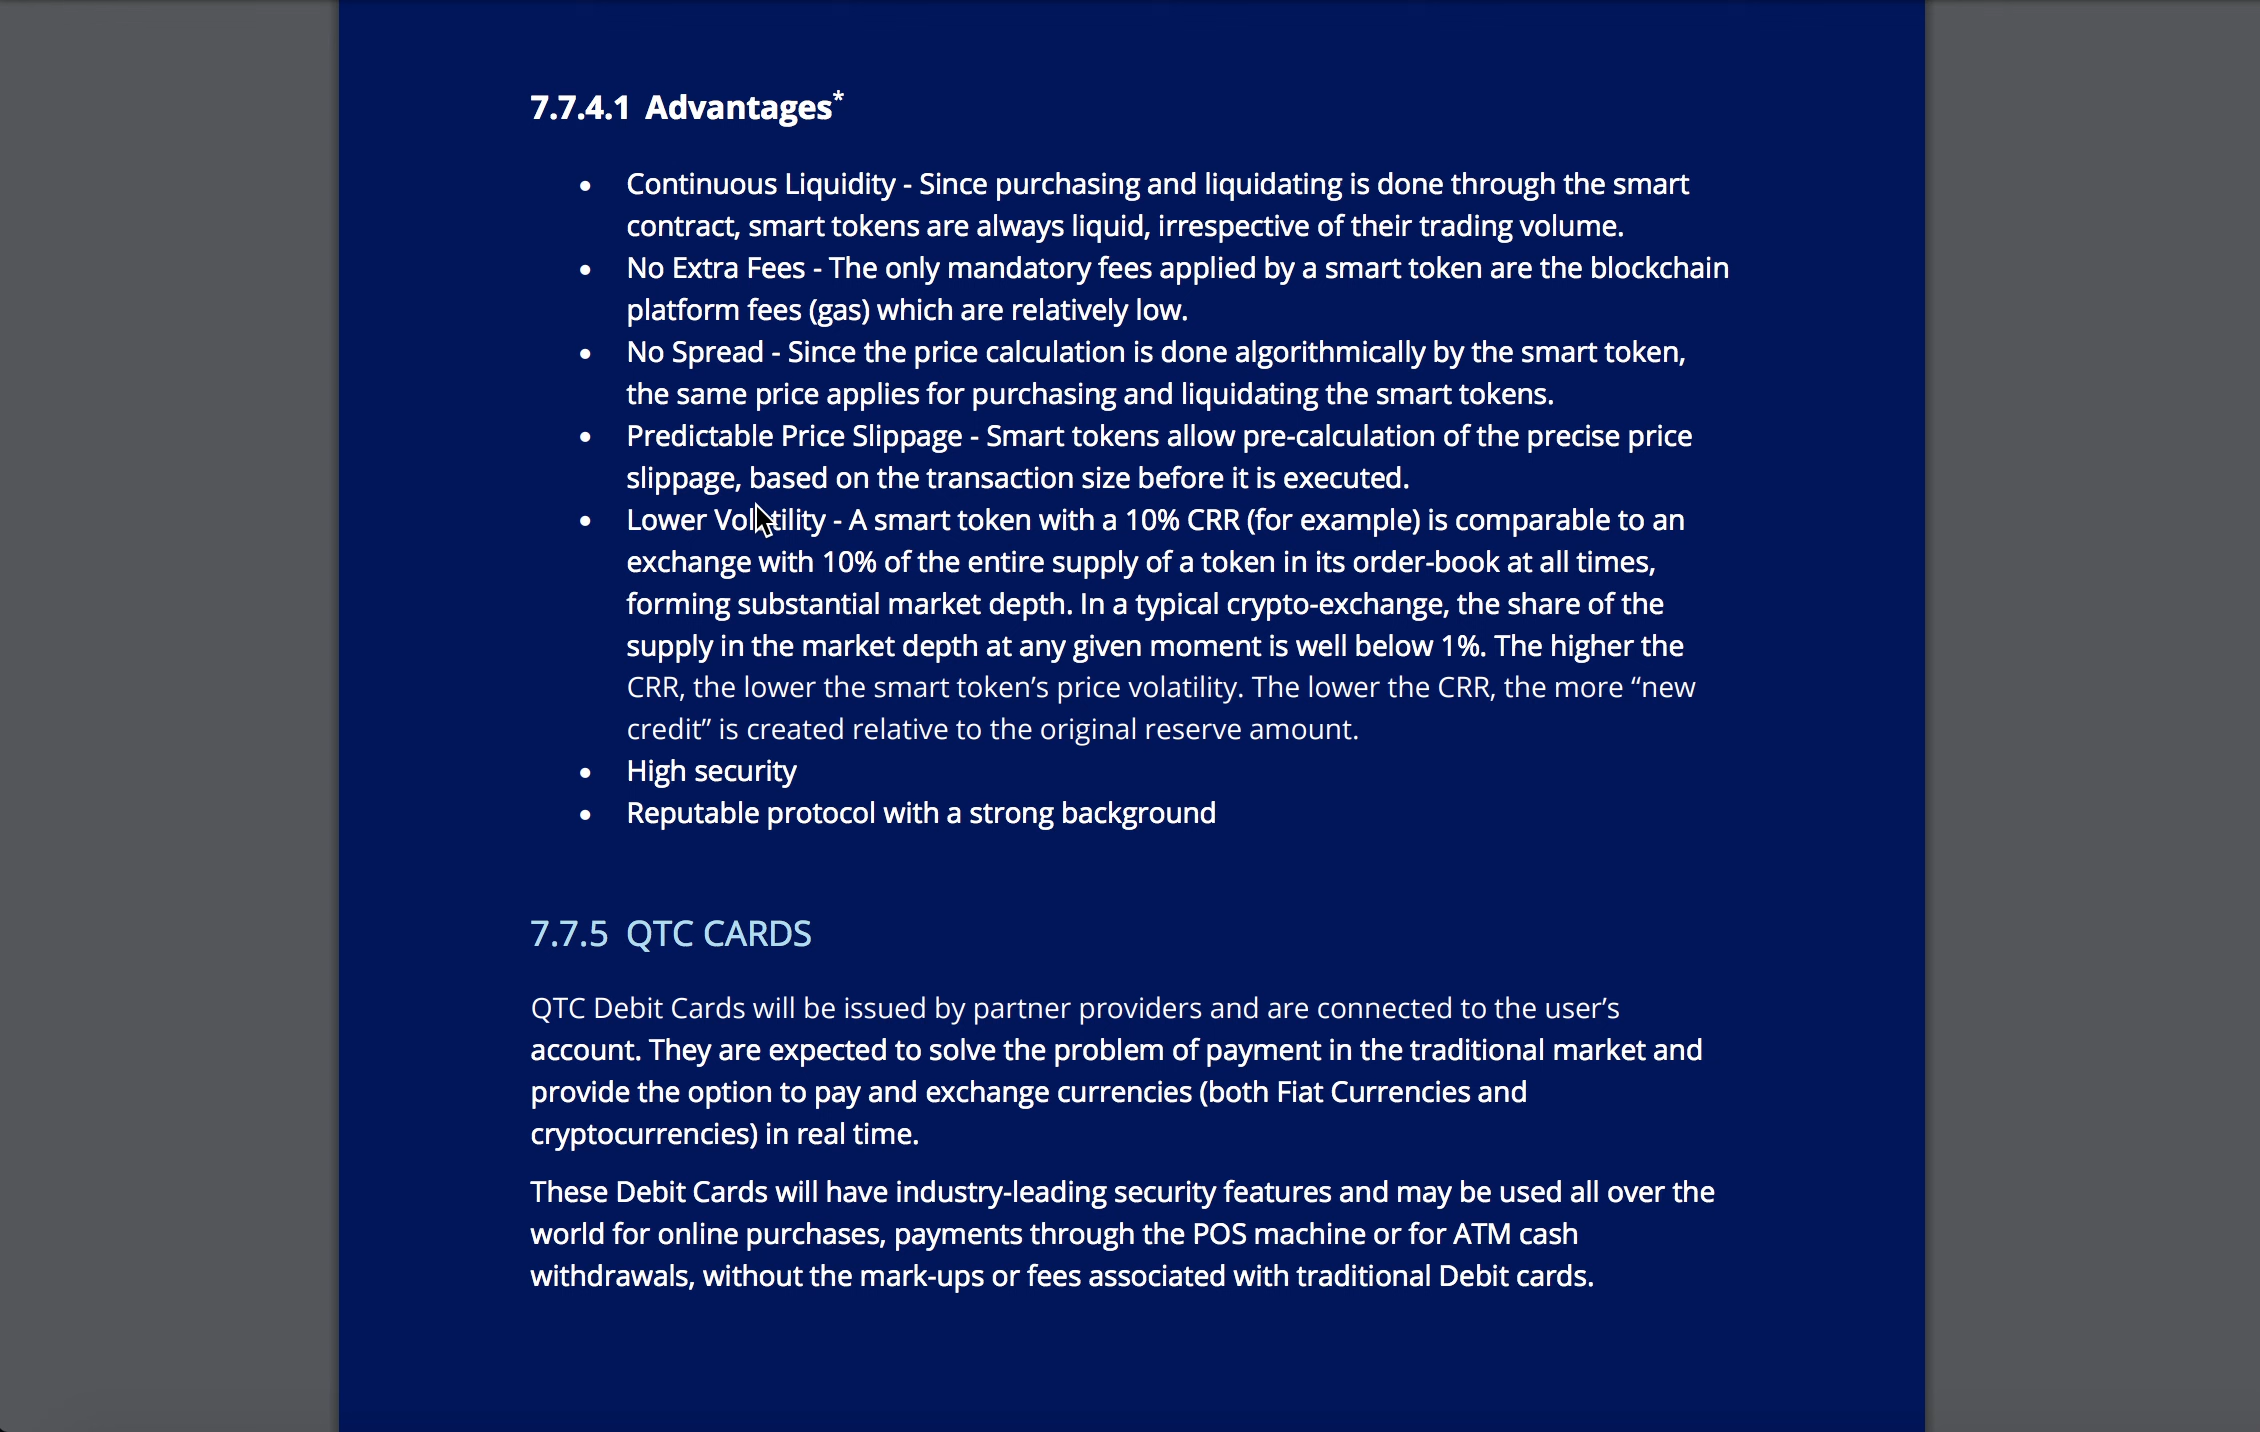 7.7.4.1 Advantages*
• Continuous Liquidity - Since purchasing and liquidating is done through the smart
contract, smart tokens are always liquid, irrespective of their trading volume.
• No Extra Fees - The only mandatory fees applied by a smart token are the blockchain
platform fees (gas) which are relatively low.
• No Spread - Since the price calculation is done algorithmically by the smart token,
the same price applies for purchasing and liquidating the smart tokens.
• Predictable Price Slippage - Smart tokens allow pre-calculation of the precise price
slippage, based on the transaction size before it is executed.
• Lower Volatility - A smart token with a 10% CRR (for example) is comparable to an
exchange with 10% of the entire supply of a token in its order-book at all times,
forming substantial market depth. In a typical crypto-exchange, the share of the
supply in the market depth at any given moment is well below 1%. The higher the
CRR, the lower the smart token’s price volatility. The lower the CRR, the more “new
credit” is created relative to the original reserve amount.
• High security
• Reputable protocol with a strong background
7.7.5 QTC CARDS
QTC Debit Cards will be issued by partner providers and are connected to the user’s
account. They are expected to solve the problem of payment in the traditional market and
provide the option to pay and exchange currencies (both Fiat Currencies and
cryptocurrencies) in real time.
These Debit Cards will have industry-leading security features and may be used all over the
world for online purchases, payments through the POS machine or for ATM cash
withdrawals, without the mark-ups or fees associated with traditional Debit cards.